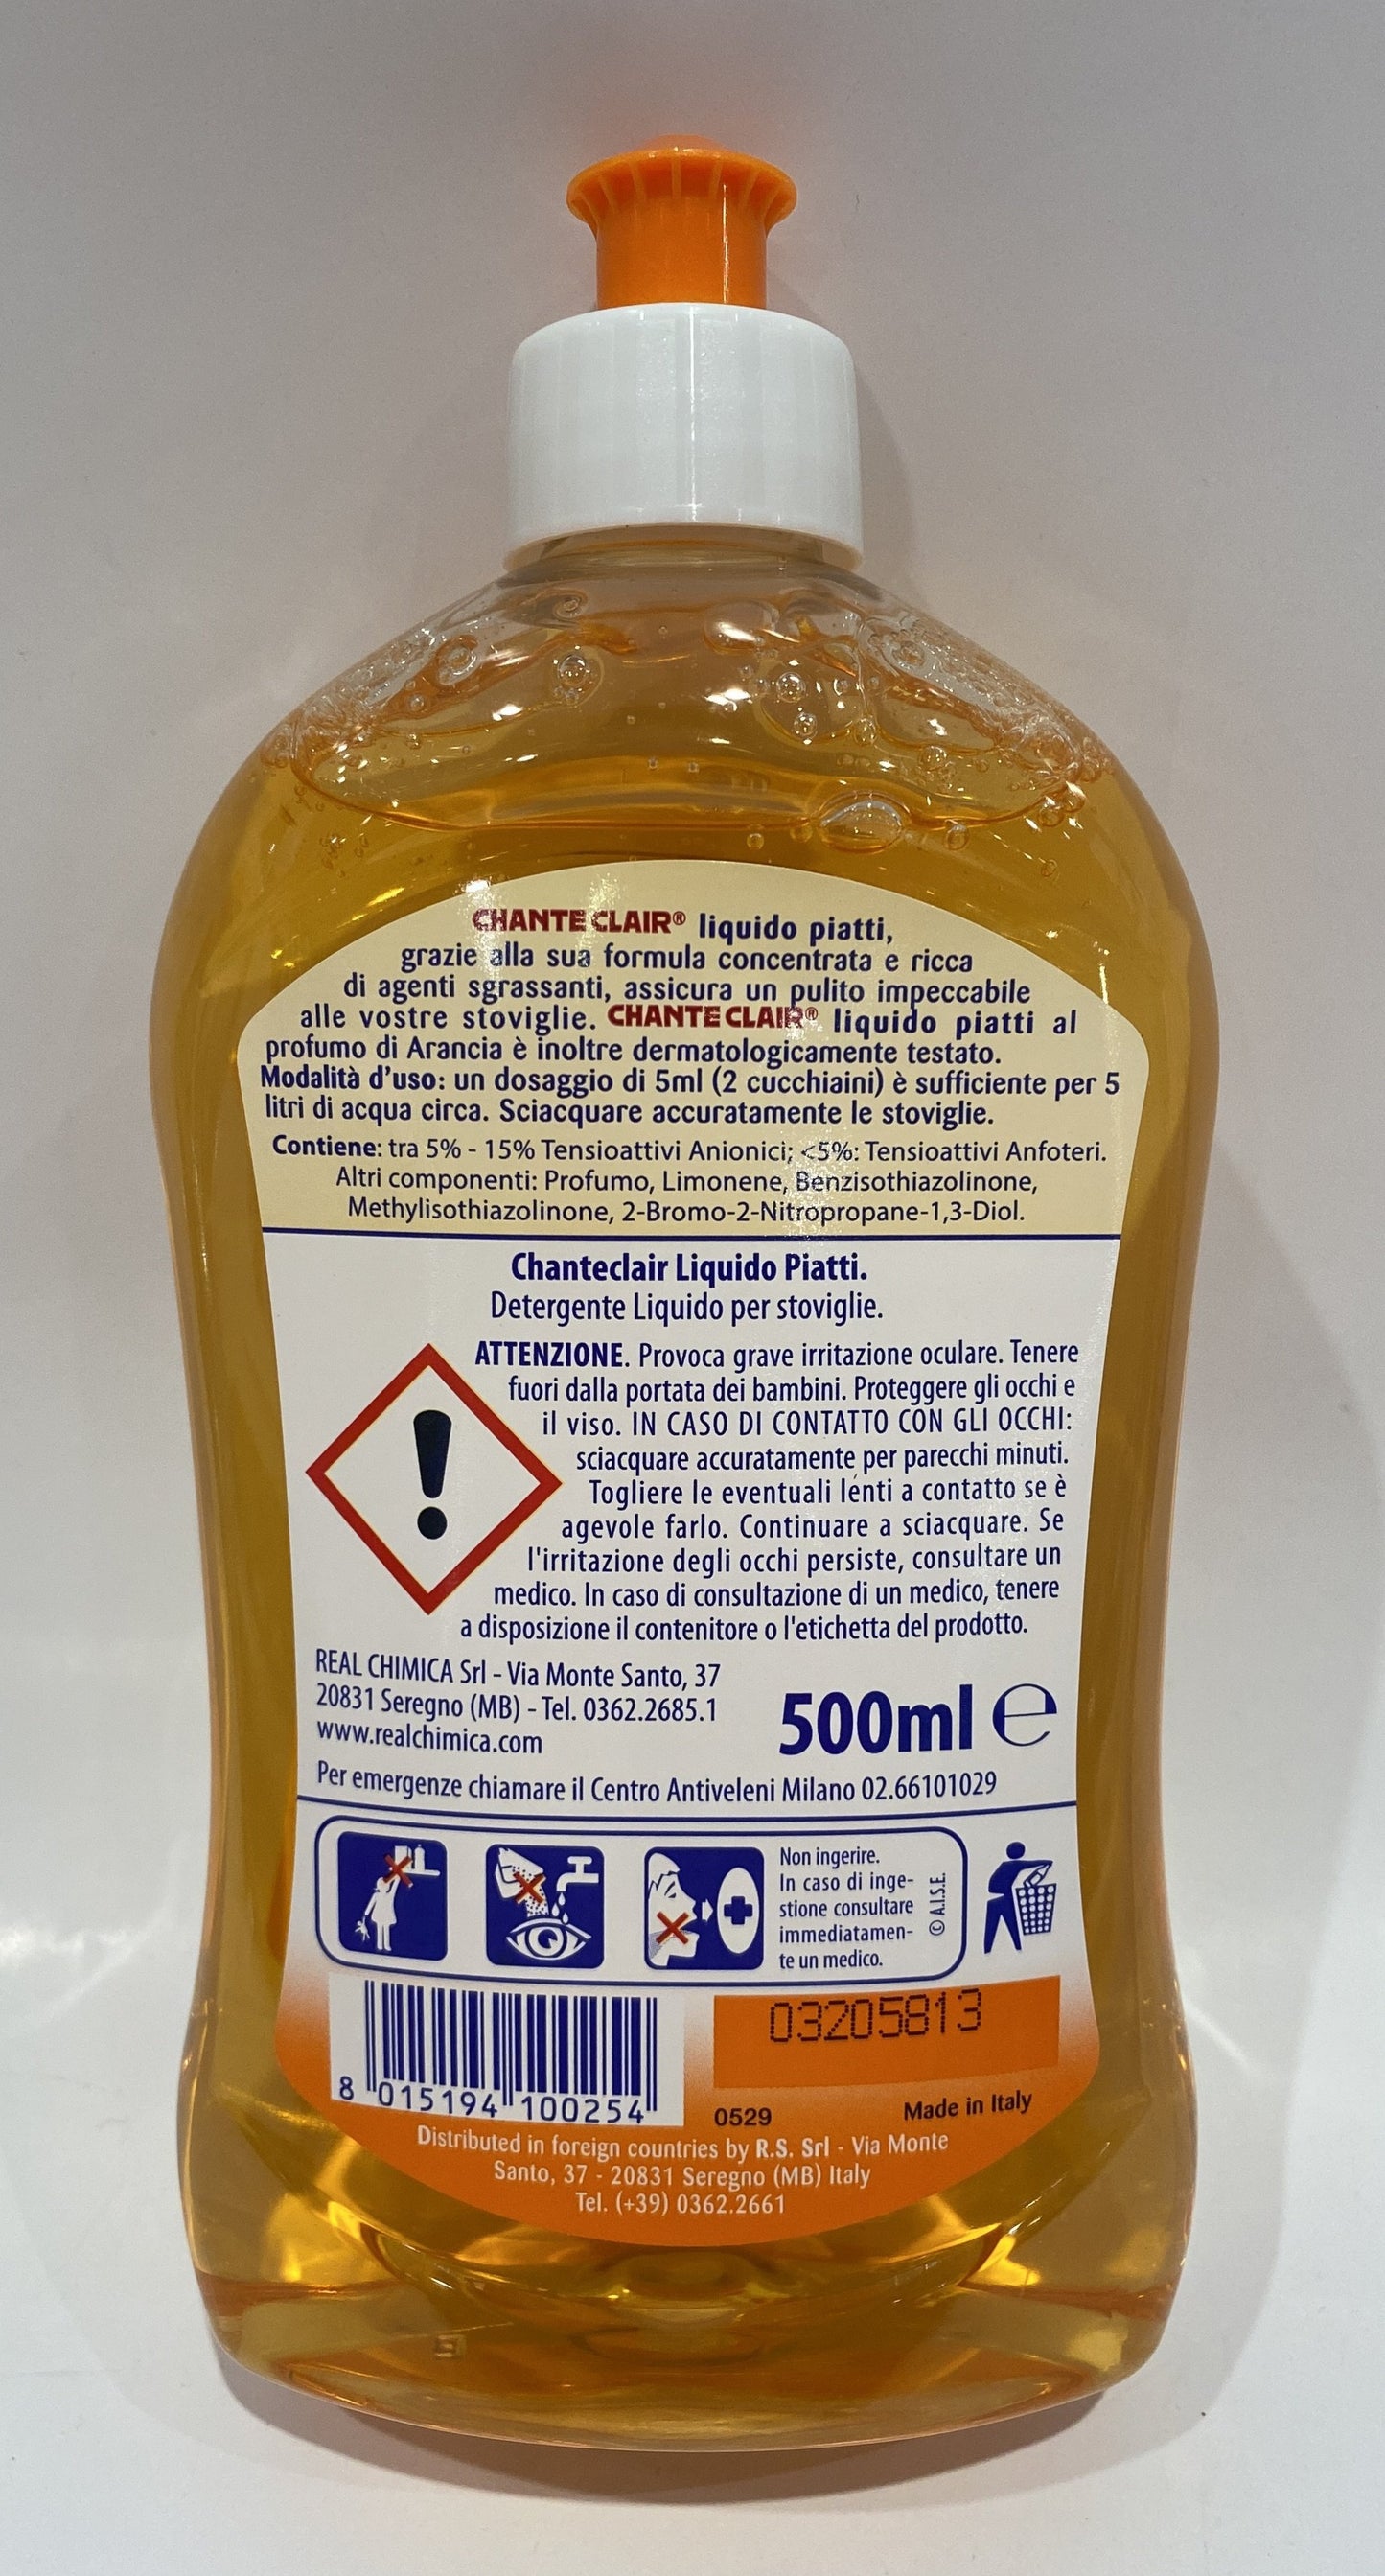 CHANTE CLAIR® liquido piatti,
grazie alla sua formula concentrata e ricca
di agenti sgrassanti, assicura un pulito impeccabile
alle vostre stoviglie. CHANTE CLAIR® liquido piatti al
profumo di Arancia è inoltre dermatologicamente testato.
Modalità d'uso: un dosaggio di 5ml (2 cucchiaini) è sufficiente per 5
litri di acqua circa. Sciacquare accuratamente le stoviglie.
Contiene: tra 5% - 15% Tensioattivi Anionici; <5%: Tensioattivi Anfoteri.
Altri componenti: Profumo, Limonene, Benzisothiazolinone,
Methylisothiazolinone, 2-Bromo-2-Nitropropane-1,3-Diol.
Chanteclair Liquido Piatti.
Detergente Liquido per stoviglie.
ATTENZIONE. Provoca grave irritazione oculare. Tenere
fuori dalla portata dei bambini. Proteggere gli occhi e
il viso. IN CASO DI CONTATTO CON GLI OCCHI:
sciacquare accuratamente per parecchi minuti.
Togliere le eventuali lenti a contatto se è
agevole farlo. Continuare a sciacquare. Se
l'irritazione degli occhi persiste, consultare un
medico. In caso di consultazione di un medico, tenere
a disposizione il contenitore o l'etichetta del prodotto.
REAL CHIMICA Srl - Via Monte Santo, 37
20831 Seregno (MB) - Tel. 0362.2685.1
www.realchimica.com
500ml ℮
Per emergenze chiamare il Centro Antiveleni Milano 02.66101029
Non ingerire.
In caso di inge-
stione consultare
immediatamen-
te un medico.
© A.I.S.E.
03205813
8 015194 100254
0529 Made in Italy
Distributed in foreign countries by R.S. Srl - Via Monte
Santo, 37 - 20831 Seregno (MB) Italy
Tel. (+39) 0362.2661